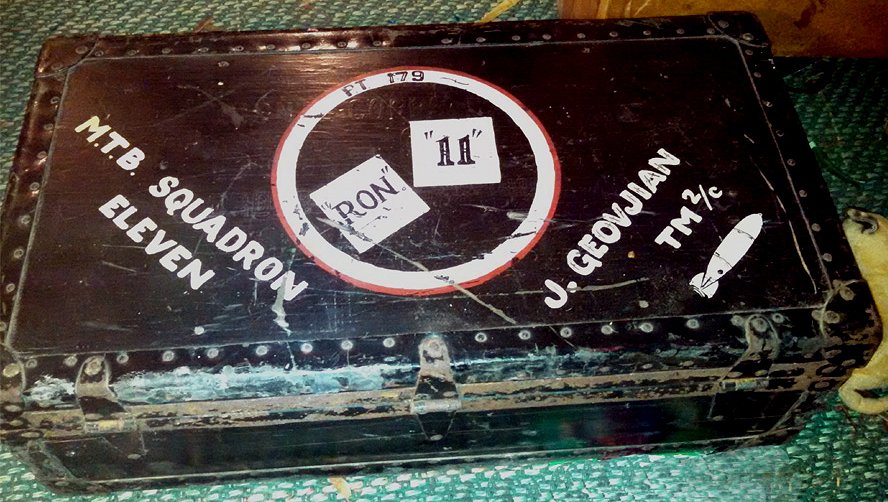 PT 179
"RON"
"11"
M.T.B. SQUADRON
ELEVEN
J. GEOVJIAN
TM 2/C